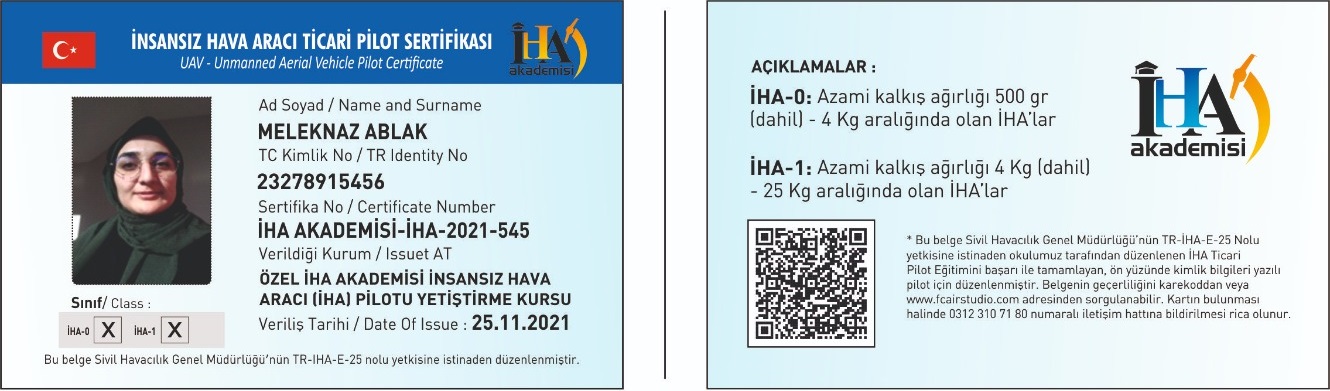 İNSANSIZ HAVA ARACI TİCARİ PİLOT SERTİFİKASI
UAV - Unmanned Aerial Vehicle Pilot Certificate
İHA
akademisi
Ad Soyad / Name and Surname
MELEKNAZ ABLAK
TC Kimlik No / TR Identity No
23278915456
Sertifika No / Certificate Number
İHA AKADEMİSİ-İHA-2021-545
Verildiği Kurum / Issuet AT
ÖZEL İHA AKADEMİSİ İNSANSIZ HAVA
ARACI (İHA) PİLOTU YETİŞTİRME KURSU
Veriliş Tarihi / Date Of Issue : 25.11.2021
Sınıf/ Class :
İHA-0 X İHA-1 X
Bu belge Sivil Havacılık Genel Müdürlüğü'nün TR-IHA-E-25 nolu yetkisine istinaden düzenlenmiştir.
AÇIKLAMALAR :
İHA-0: Azami kalkış ağırlığı 500 gr
(dahil) - 4 Kg aralığında olan İHA'lar
İHA-1: Azami kalkış ağırlığı 4 Kg (dahil)
- 25 Kg aralığında olan İHA'lar
İHA
akademisi
* Bu belge Sivil Havacılık Genel Müdürlüğü'nün TR-İHA-E-25 Nolu
yetkisine istinaden okulumuz tarafından düzenlenen İHA Ticari
Pilot Eğitimini başarı ile tamamlayan, ön yüzünde kimlik bilgileri yazılı
pilot için düzenlenmiştir. Belgenin geçerliliğini karekoddan veya
www.fcairstudio.com adresinden sorgulanabilir. Kartın bulunması
halinde 0312 310 71 80 numaralı iletişim hattına bildirilmesi rica olunur.